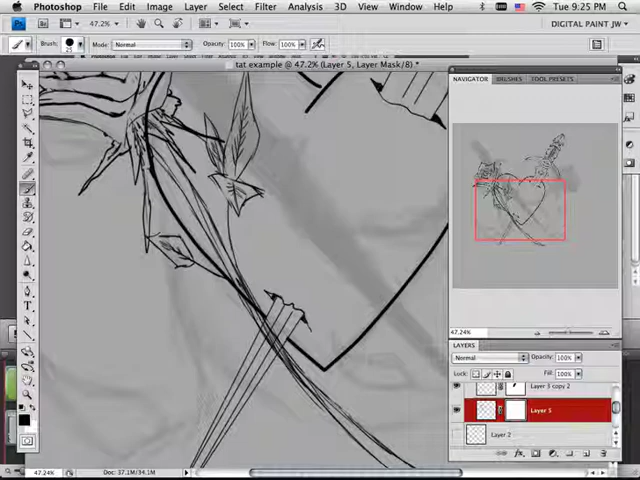 Photoshop File Edit Image Layer Select Filter Analysis 3D View Window Help Tue 9:25 PM
47.2% DIGITAL PAINT JW
Brush: Mode: Normal Opacity: 100% Flow: 100%
tat example @ 47.2% (Layer 5, Layer Mask/8) *
NAVIGATOR BRUSHES TOOL PRESETS
47.24%
LAYERS
Normal Opacity: 100%
Lock: Fill: 100%
Layer 3 copy 2
Layer 5
Layer 2
47.24% Doc: 37.1M/34.1M